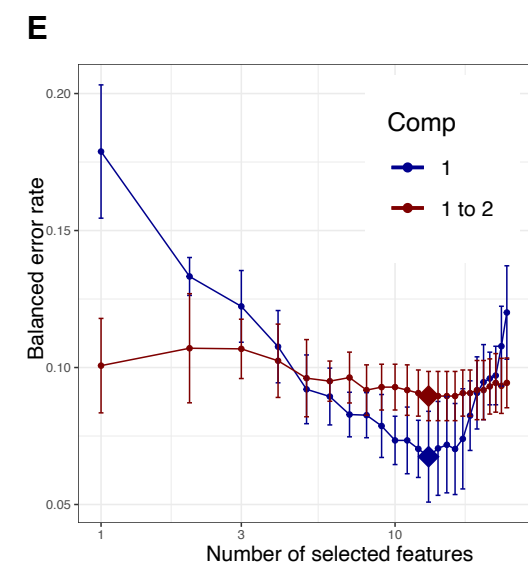 E
Balanced error rate
0.20
0.15
0.10
0.05
Comp
1
1 to 2
1 3 10
Number of selected features